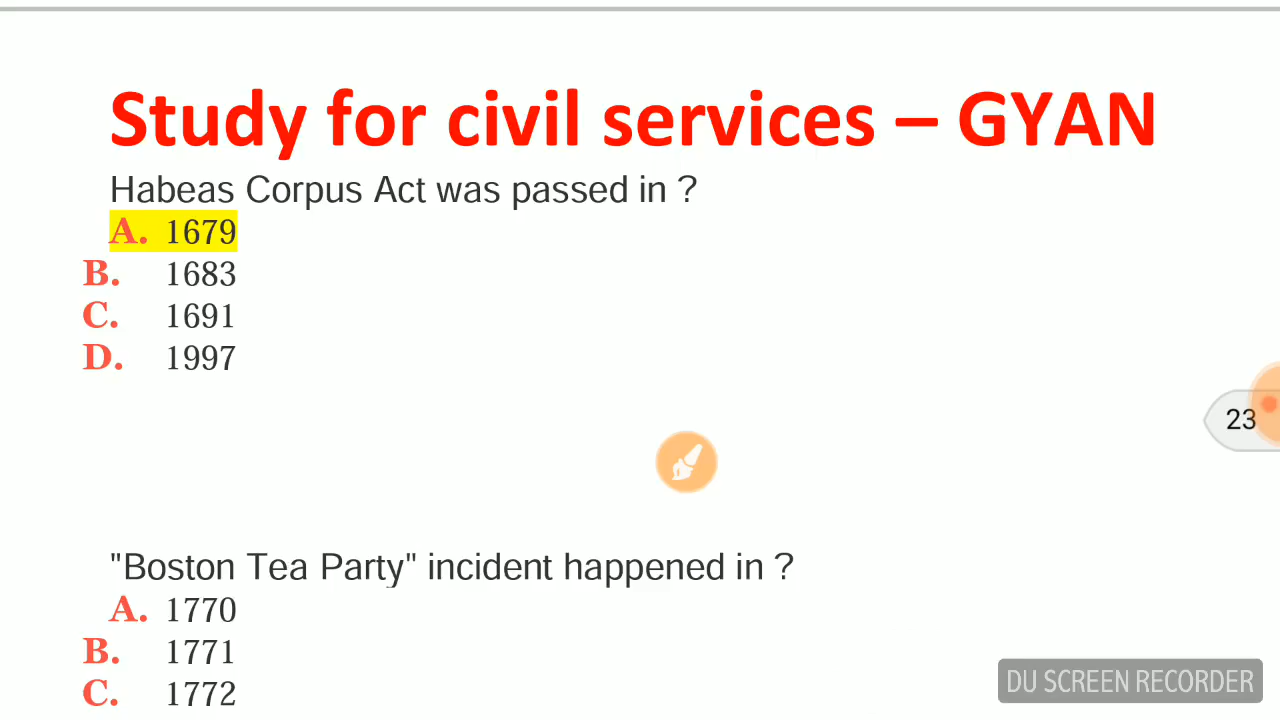 Study for civil services – GYAN
Habeas Corpus Act was passed in ?
A. 1679
B. 1683
C. 1691
D. 1997
23
"Boston Tea Party" incident happened in ?
A. 1770
B. 1771
C. 1772
DU SCREEN RECORDER